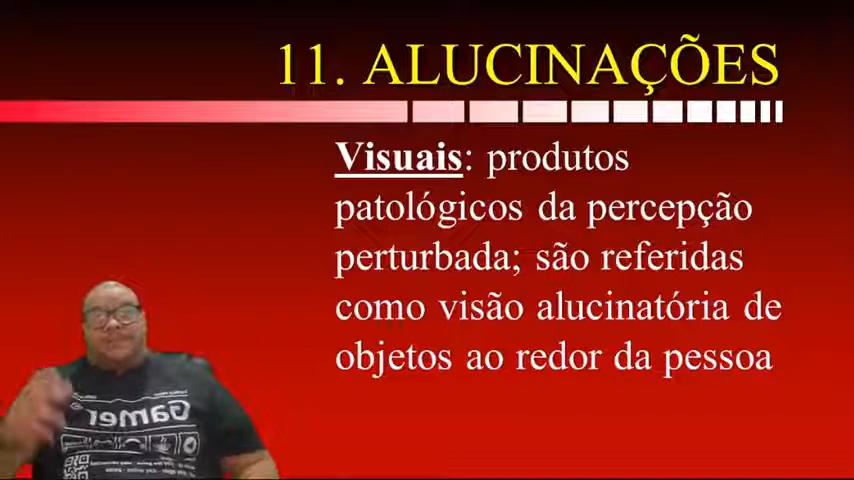 11. ALUCINAÇÕES
Visuais: produtos
patológicos da percepção
perturbada; são referidas
como visão alucinatória de
objetos ao redor da pessoa
Gamer